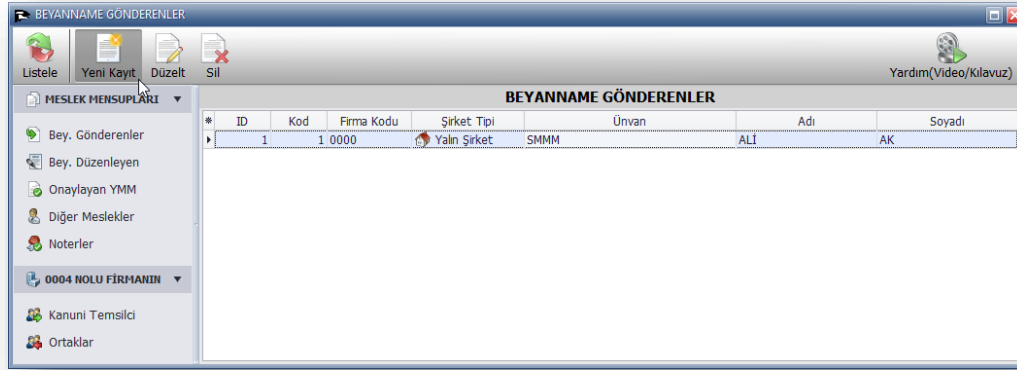 BEYANNAME GÖNDERENLER
Listele Yeni Kayıt Düzelt Sil Yardım(Video/Kılavuz)
MESLEK MENSUPLARI
Bey. Gönderenler
Bey. Düzenleyen
Onaylayan YMM
Diğer Meslekler
Noterler
0004 NOLU FİRMANIN
Kanuni Temsilci
Ortaklar
BEYANNAME GÖNDERENLER
ID Kod Firma Kodu Şirket Tipi Ünvan Adı Soyadı
1 1 0000 Yalın Şirket SMMM ALİ AK